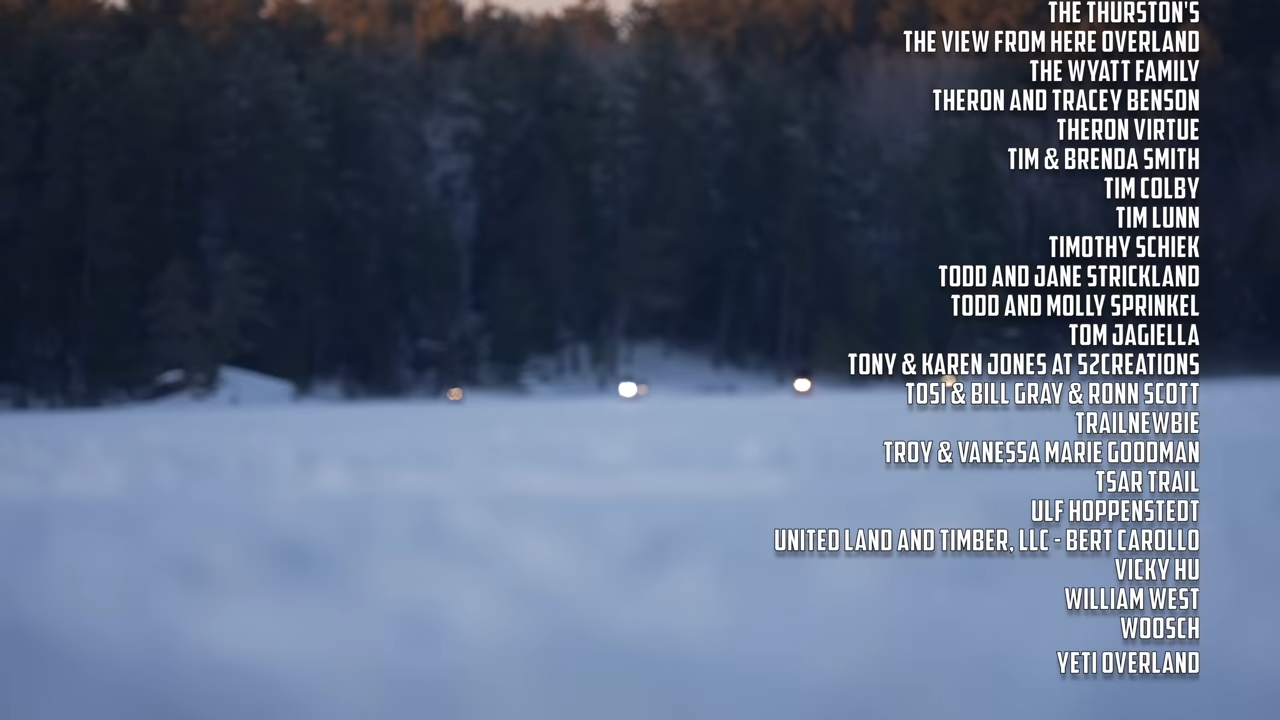 THE THURSTON'S
THE VIEW FROM HERE OVERLAND
THE WYATT FAMILY
THERON AND TRACEY BENSON
THERON VIRTUE
TIM & BRENDA SMITH
TIM COLBY
TIM LUNN
TIMOTHY SCHIEK
TODD AND JANE STRICKLAND
TODD AND MOLLY SPRINKEL
TOM JAGIELLA
TONY & KAREN JONES AT 52CREATIONS
TOSI & BILL GRAY & RONN SCOTT
TRAILNEWBIE
TROY & VANESSA MARIE GOODMAN
TSAR TRAIL
ULF HOPPENSTEDT
UNITED LAND AND TIMBER, LLC - BERT CAROLLO
VICKY HU
WILLIAM WEST
WOOSCH
YETI OVERLAND